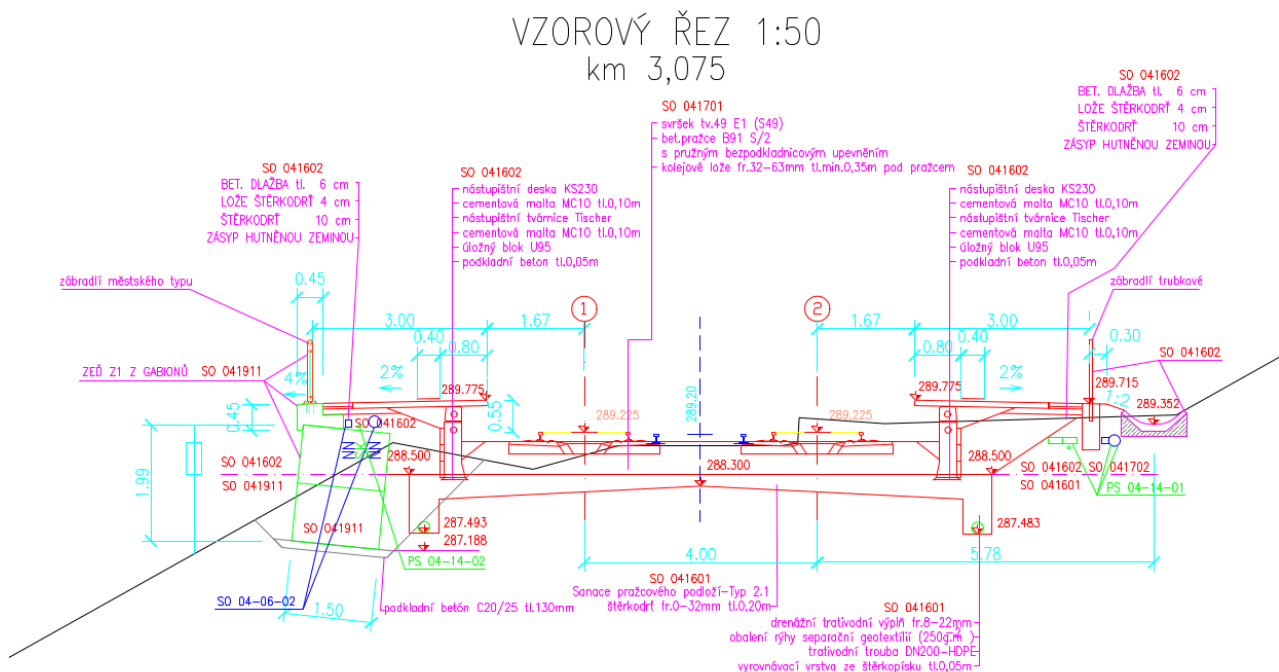 VZOROVÝ ŘEZ 1:50
km 3,075
SO 041602
BET. DLAŽBA tl. 6 cm
LOŽE ŠTĚRKODRŤ 4 cm
ŠTĚRKODRŤ 10 cm
ZÁSYP HUTNĚNOU ZEMINOU
SO 041701
svršek tv.49 E1 (S49)
bet.pražce B91 S/2
s pružným bezpodkladnicovým upevněním
kolejové lože fr.32-63mm tl.min.0,35m pod pražcem
SO 041602
BET. DLAŽBA tl. 6 cm
LOŽE ŠTĚRKODRŤ 4 cm
ŠTĚRKODRŤ 10 cm
ZÁSYP HUTNĚNOU ZEMINOU
SO 041602
nástupištní deska KS230
cementová malta MC10 tl.0,10m
nástupištní tvárnice Tischer
cementová malta MC10 tl.0,10m
úložný blok U95
podkladní beton tl.0,05m
SO 041602
nástupištní deska KS230
cementová malta MC10 tl.0,10m
nástupištní tvárnice Tischer
cementová malta MC10 tl.0,10m
úložný blok U95
podkladní beton tl.0,05m
zábradlí městského typu
0.45
zábradlí trubkové
1
2
3.00
1.67
1.67
3.00
0.40
0.80
0.80
0.40
0.30
ZEĎ Z1 Z GABIONŮ SO 041911
SO 041602
4%
2%
2%
289.775
289.20
289.775
289.715
1:2
289.352
0.45
0.55
289.225
289.225
SO 041602
NN
NN
288.500
288.300
288.500
SO 041602
SO 041911
SO 041602
SO 041702
SO 041601
PS 04-14-01
1.99
SO 041911
287.493
287.188
287.483
PS 04-14-02
4.00
5.78
SO 04-06-02
1.50
podkladní betón C20/25 tl.130mm
SO 041601
Sanace pražcového podloží-Typ 2.1
štěrkodrť fr.0-32mm tl.0,20m
SO 041601
drenážní trativodní výplň fr.8-22mm
obalení rýhy separační geotextilií (250g.m-2)
trativodní trouba DN200-HDPE
vyrovnávací vrstva ze štěrkopísku tl.0,05m